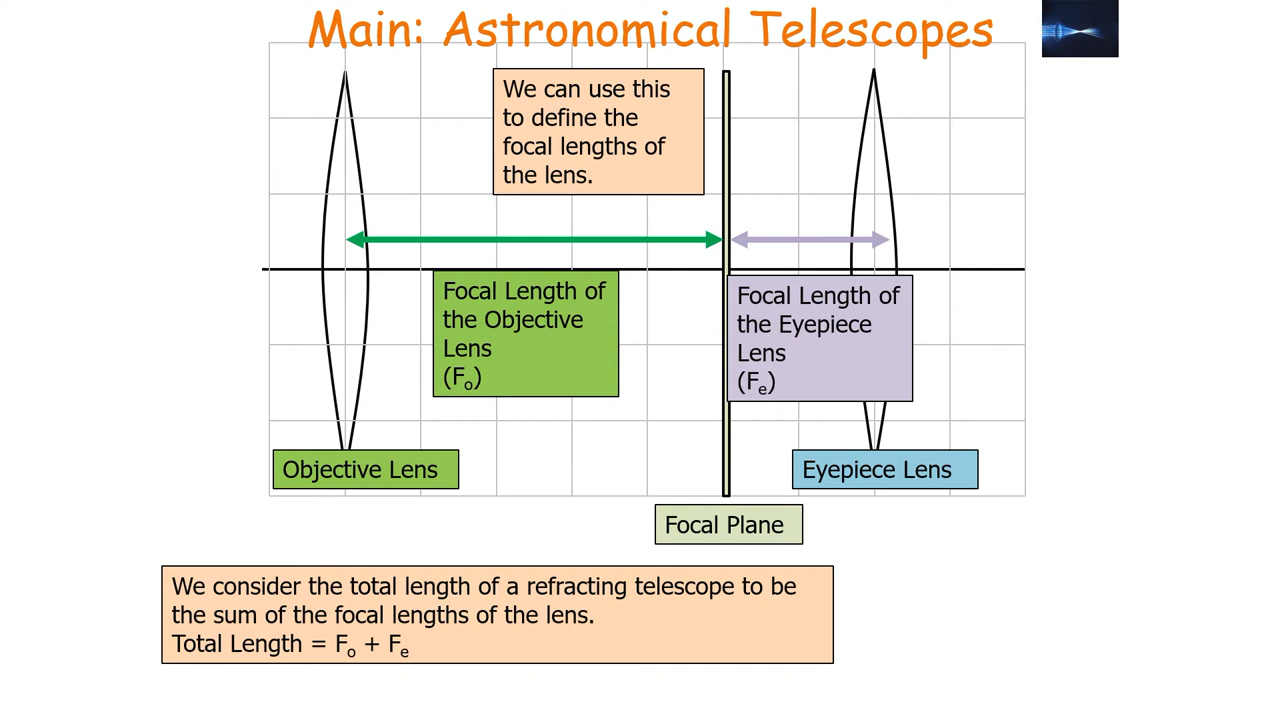 Main: Astronomical Telescopes
We can use this
to define the
focal lengths of
the lens.
Focal Length of
the Objective
Lens
(Fo)
Focal Length of
the Eyepiece
Lens
(Fe)
Objective Lens
Eyepiece Lens
Focal Plane
We consider the total length of a refracting telescope to be
the sum of the focal lengths of the lens.
Total Length = Fo + Fe